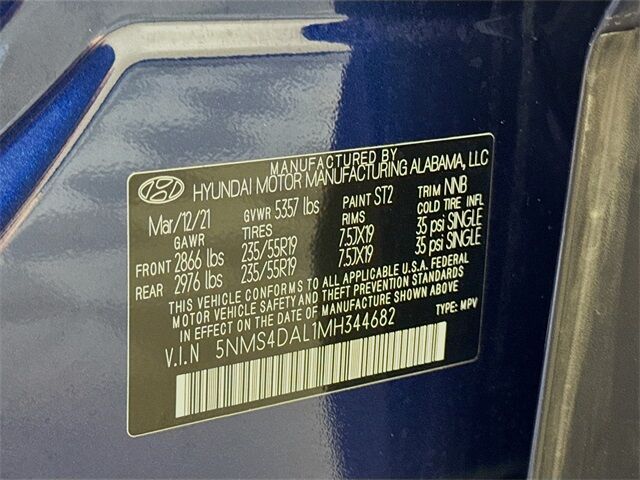 MANUFACTURED BY
HYUNDAI MOTOR MANUFACTURING ALABAMA, LLC
Mar/12/21 GVWR 5357 lbs PAINT ST2 TRIM NNB
GAWR TIRES RIMS COLD TIRE INFL
FRONT 2866 lbs 235/55R19 7.5JX19 35 psi SINGLE
REAR 2976 lbs 235/55R19 7.5JX19 35 psi SINGLE
THIS VEHICLE CONFORMS TO ALL APPLICABLE U.S.A. FEDERAL
MOTOR VEHICLE SAFETY AND THEFT PREVENTION STANDARDS
IN EFFECT ON THE DATE OF MANUFACTURE SHOWN ABOVE.
V.I.N 5NMS4DAL1MH344682 TYPE: MPV